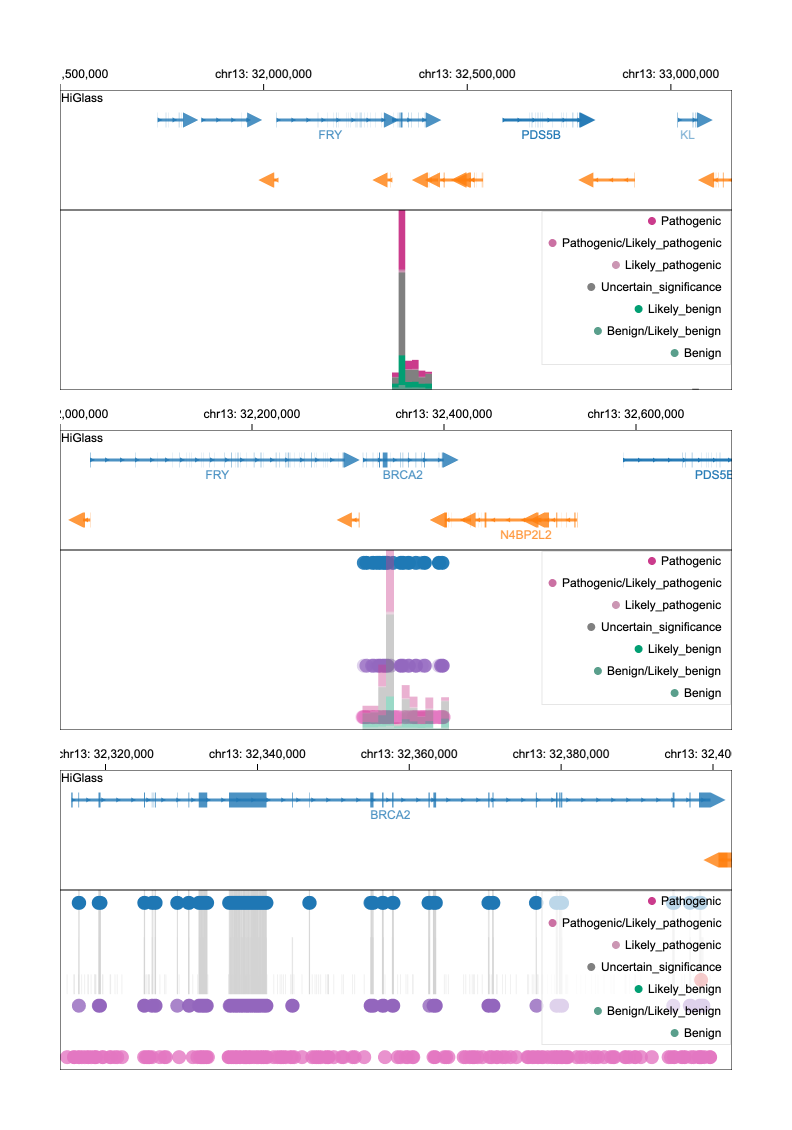 ,500,000 chr13: 32,000,000 chr13: 32,500,000 chr13: 33,000,000
HiGlass
FRY PDS5B KL
Pathogenic
Pathogenic/Likely_pathogenic
Likely_pathogenic
Uncertain_significance
Likely_benign
Benign/Likely_benign
Benign
:,000,000 chr13: 32,200,000 chr13: 32,400,000 chr13: 32,600,000
HiGlass
FRY BRCA2 PDS5B
N4BP2L2
Pathogenic
Pathogenic/Likely_pathogenic
Likely_pathogenic
Uncertain_significance
Likely_benign
Benign/Likely_benign
Benign
chr13: 32,320,000 chr13: 32,340,000 chr13: 32,360,000 chr13: 32,380,000 chr13: 32,40
HiGlass
BRCA2
Pathogenic
Pathogenic/Likely_pathogenic
Likely_pathogenic
Uncertain_significance
Likely_benign
Benign/Likely_benign
Benign